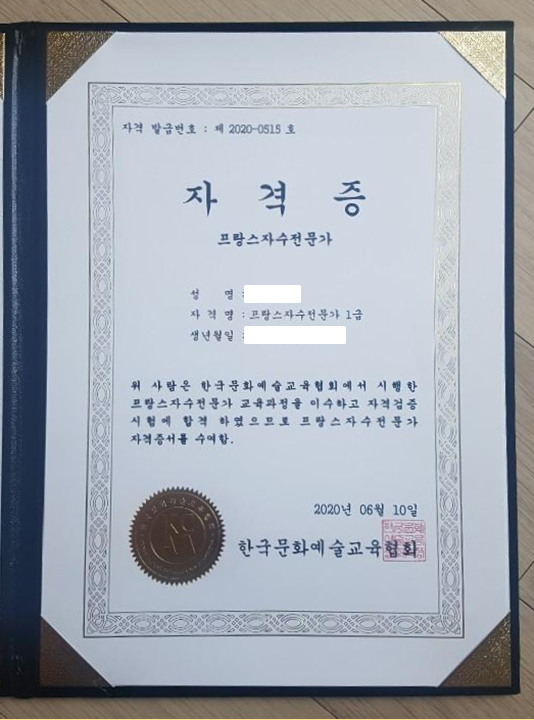 자격 발급번호 : 제 2020-0515 호
자 격 증
프랑스자수전문가
성 명 :
자 격 명 : 프랑스자수전문가 1급
생년월일 :
위 사람은 한국문화예술교육협회에서 시행한
프랑스자수전문가 교육과정을 이수하고 자격검증
시험에 합격 하였으므로 프랑스자수전문가
자격증서를 수여함.
2020년 06월 10일
한국문화예술교육협회